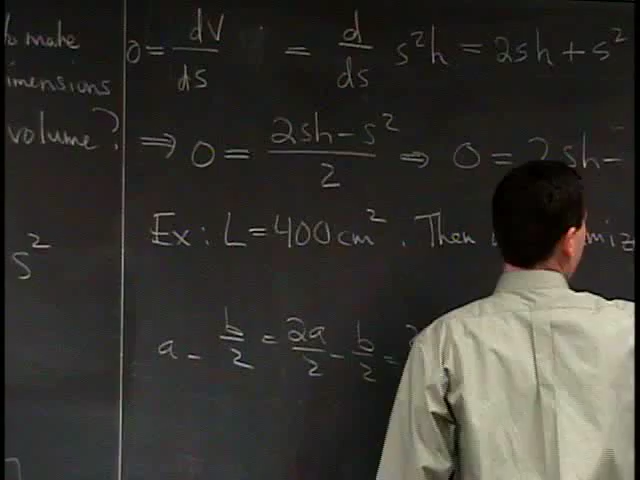 make
dimensions
volume?
s²
0 = dV/ds = d/ds s²h = 2sh + s²
⇒ 0 = (2sh − s²)/2 ⇒ 0 = 2sh −
Ex: L = 400 cm². Then
a − b/2 = 2a/2 − b/2 =